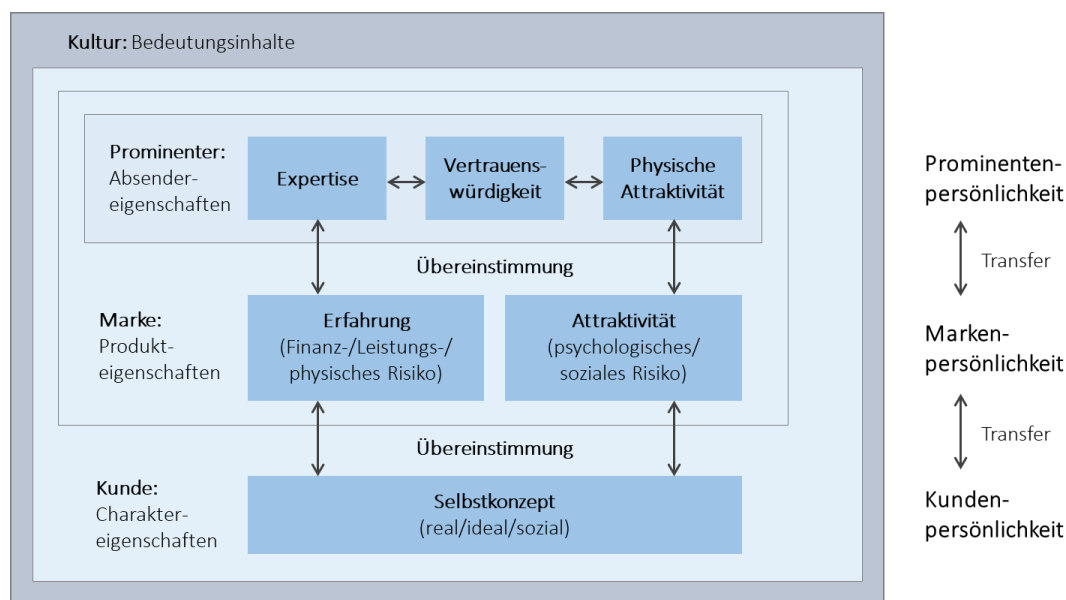 Kultur: Bedeutungsinhalte
Prominenter:
Absender-
eigenschaften
Expertise
Vertrauens-
würdigkeit
Physische
Attraktivität
Übereinstimmung
Marke:
Produkt-
eigenschaften
Erfahrung
(Finanz-/Leistungs-/
physisches Risiko)
Attraktivität
(psychologisches/
soziales Risiko)
Übereinstimmung
Kunde:
Charakter-
eigenschaften
Selbstkonzept
(real/ideal/sozial)
Prominenten-
persönlichkeit
Transfer
Marken-
persönlichkeit
Transfer
Kunden-
persönlichkeit